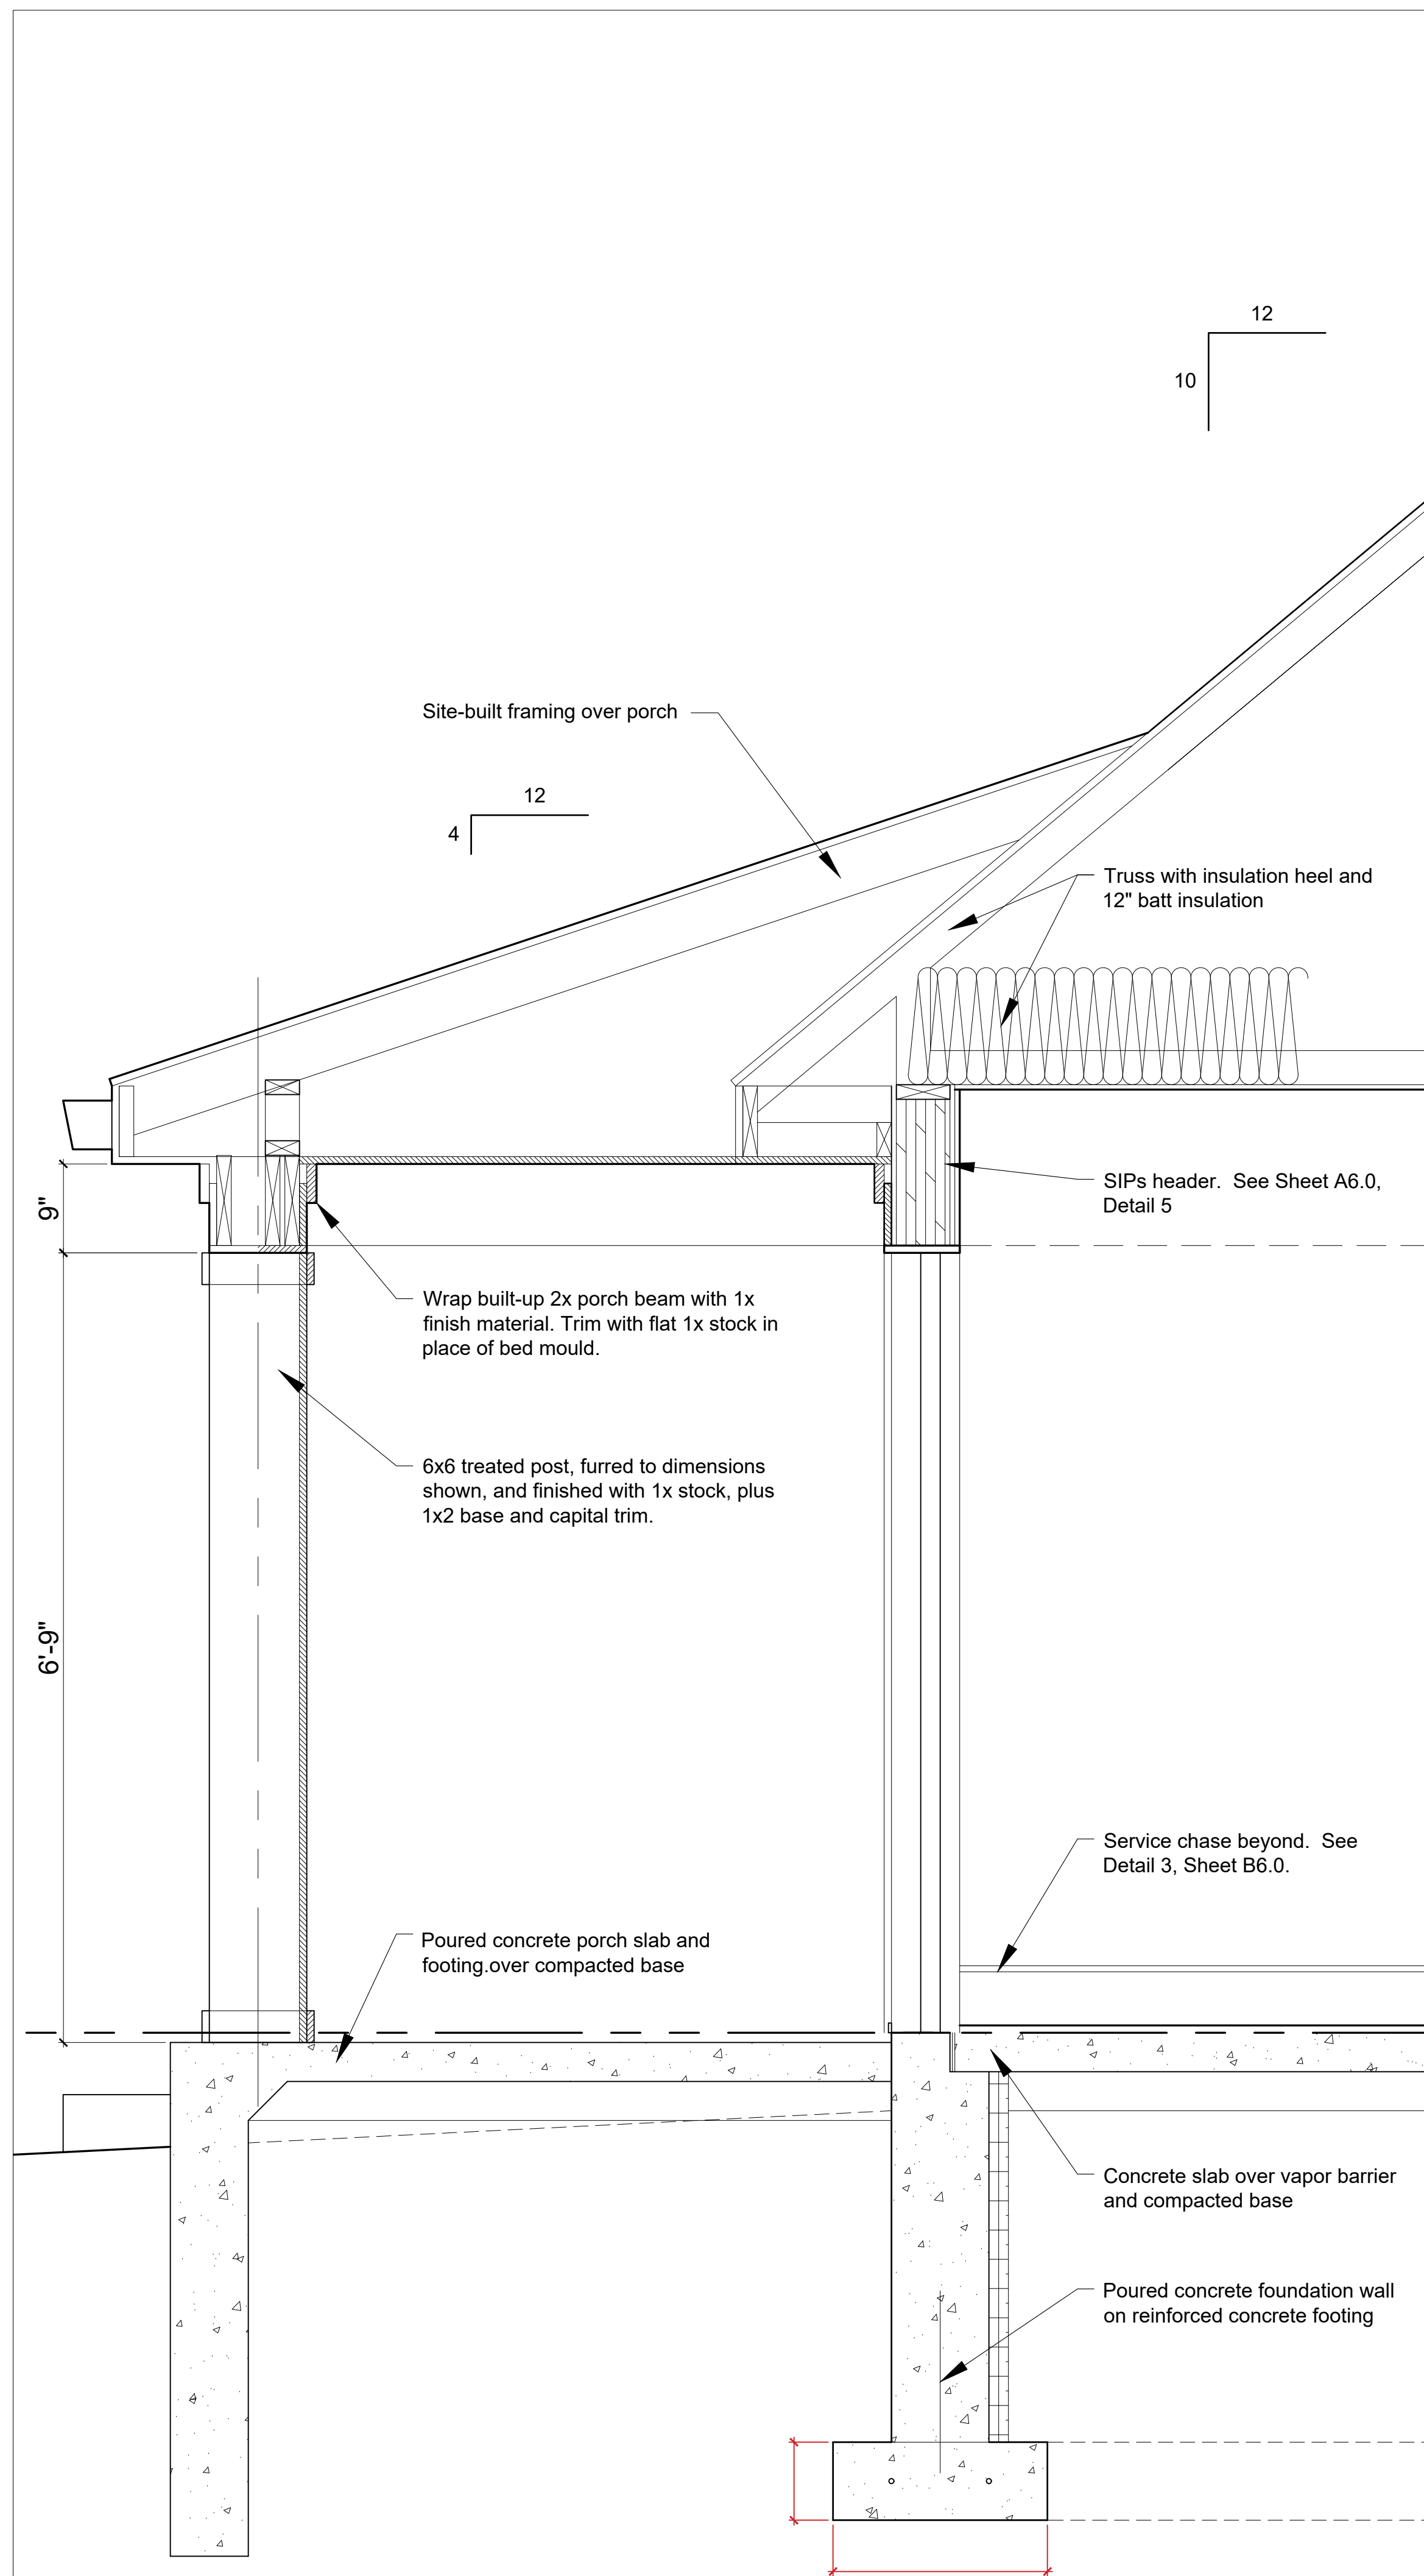 12
10
Site-built framing over porch
12
4
Truss with insulation heel and
12" batt insulation
SIPs header.  See Sheet A6.0,
Detail 5
9"
Wrap built-up 2x porch beam with 1x
finish material. Trim with flat 1x stock in
place of bed mould.
6x6 treated post, furred to dimensions
shown, and finished with 1x stock, plus
1x2 base and capital trim.
6'-9"
Service chase beyond.  See
Detail 3, Sheet B6.0.
Poured concrete porch slab and
footing.over compacted base
Concrete slab over vapor barrier
and compacted base
Poured concrete foundation wall
on reinforced concrete footing